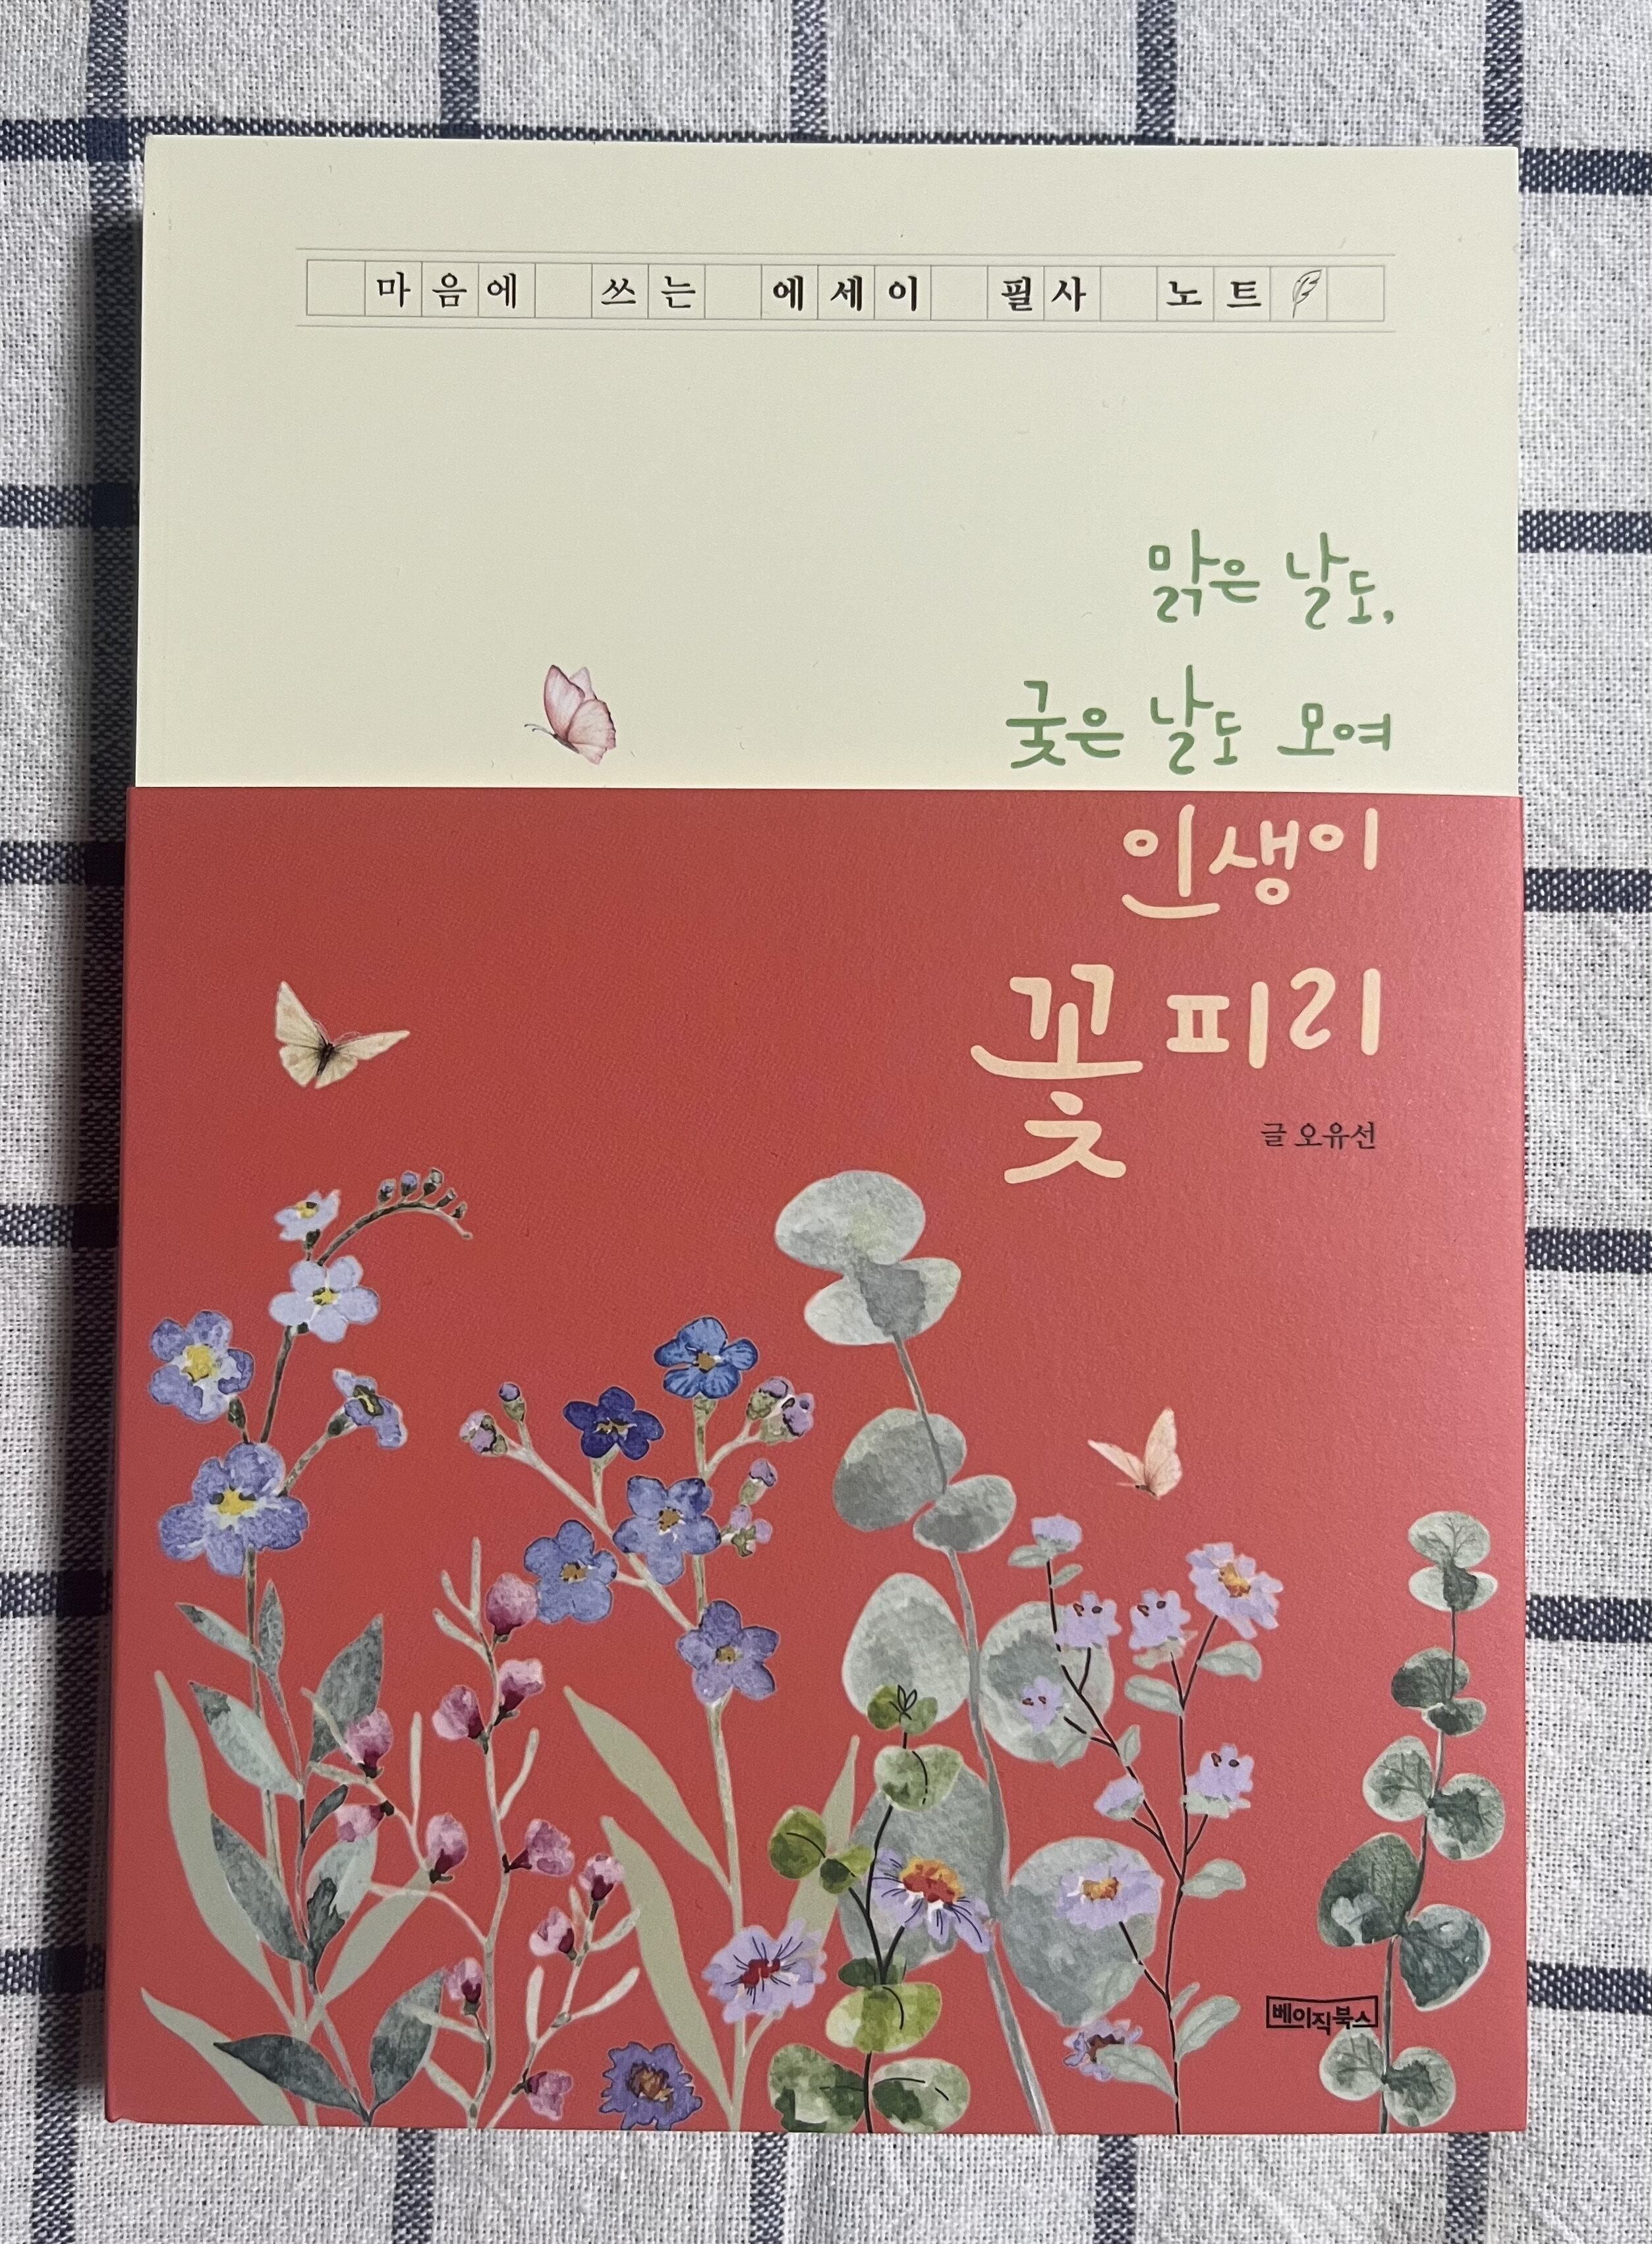 마음에 쓰는 에세이 필사 노트
맑은 날도,
궂은 날도 모여
인생이
꽃피리
글 오유선
베이직북스